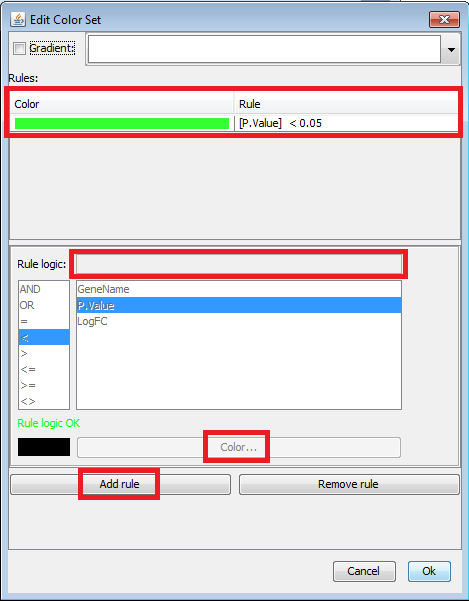 Edit Color Set
Gradient:
Rules:
Color Rule
[P.Value] < 0.05
Rule logic:
AND
OR
=
<
>
<=
>=
<>
GeneName
P.Value
LogFC
Rule logic OK
Color...
Add rule Remove rule
Cancel Ok